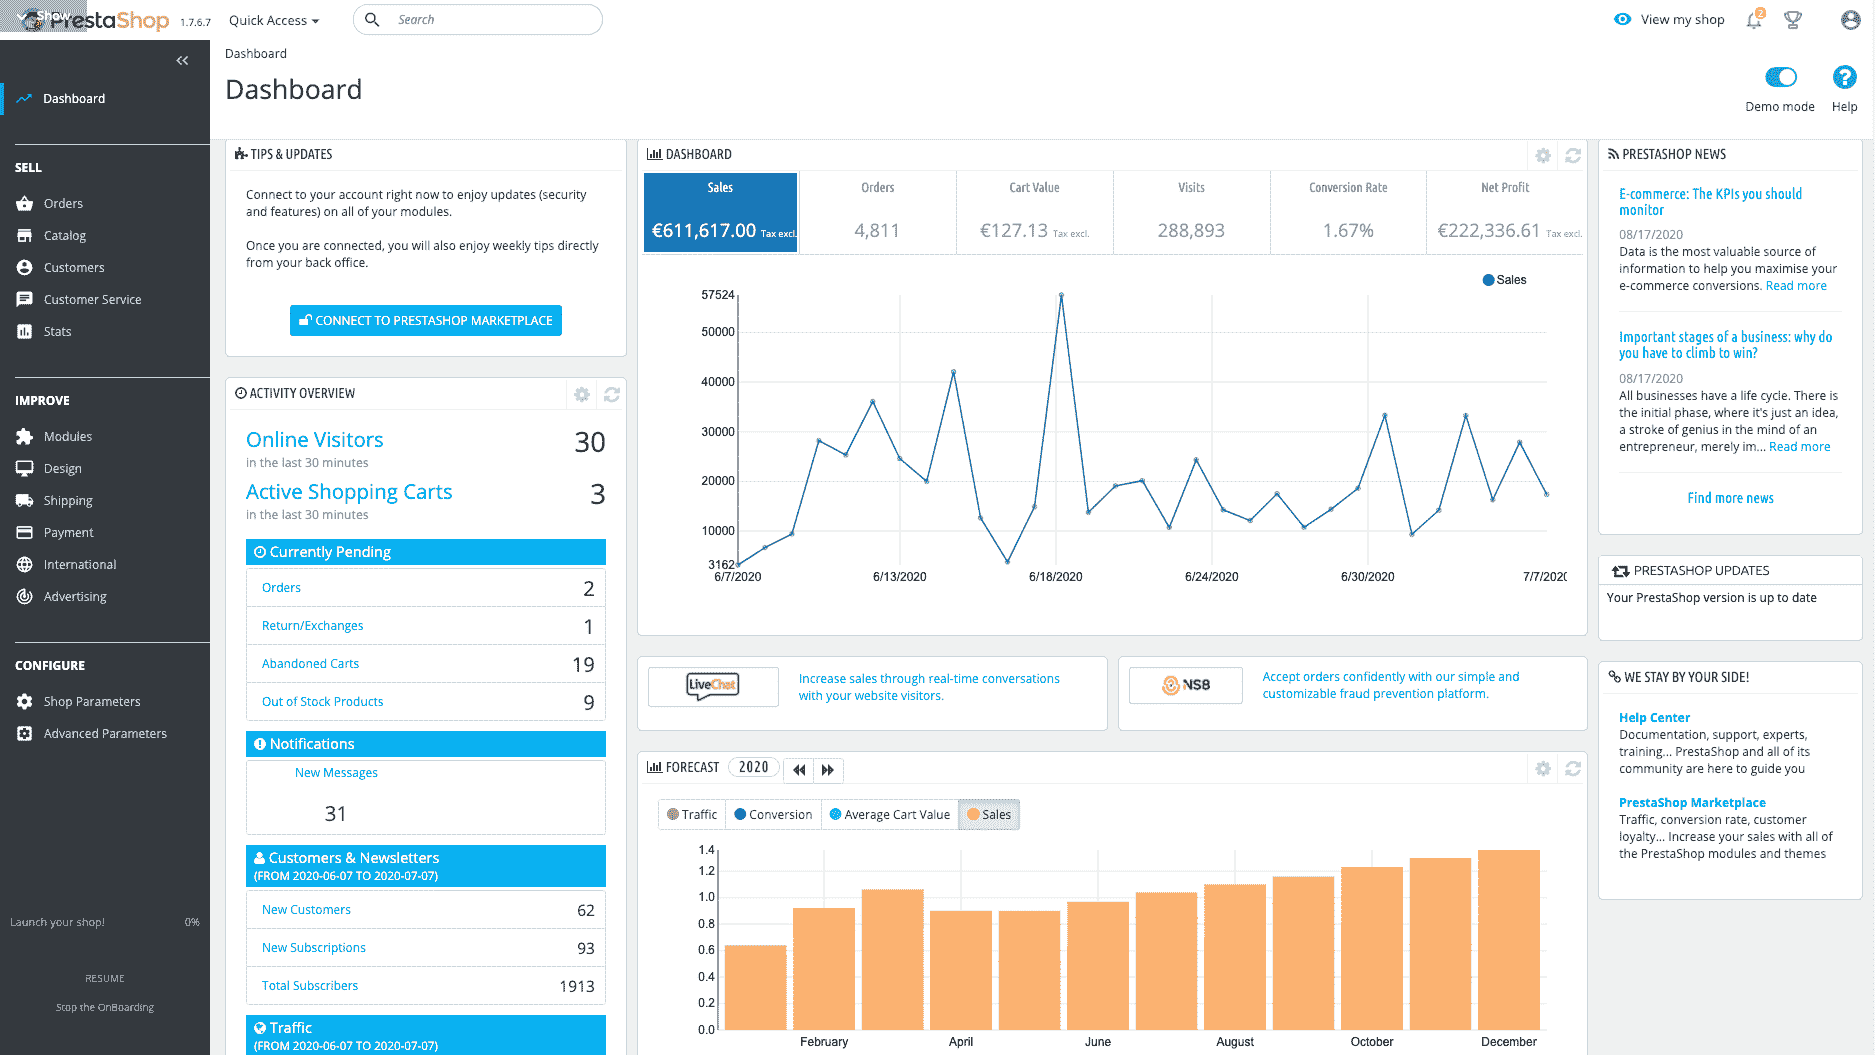 Show
PrestaShop 1.7.6.7
Quick Access
Search
View my shop
2
Dashboard
Dashboard
Demo mode
Help
Dashboard
SELL
Orders
Catalog
Customers
Customer Service
Stats
IMPROVE
Modules
Design
Shipping
Payment
International
Advertising
CONFIGURE
Shop Parameters
Advanced Parameters
Launch your shop! 0%
RESUME
Stop the OnBoarding
TIPS & UPDATES
Connect to your account right now to enjoy updates (security
and features) on all of your modules.
Once you are connected, you will also enjoy weekly tips directly
from your back office.
CONNECT TO PRESTASHOP MARKETPLACE
ACTIVITY OVERVIEW
Online Visitors 30
in the last 30 minutes
Active Shopping Carts 3
in the last 30 minutes
Currently Pending
Orders 2
Return/Exchanges 1
Abandoned Carts 19
Out of Stock Products 9
Notifications
New Messages
31
Customers & Newsletters
(FROM 2020-06-07 TO 2020-07-07)
New Customers 62
New Subscriptions 93
Total Subscribers 1913
Traffic
(FROM 2020-06-07 TO 2020-07-07)
DASHBOARD
Sales Orders Cart Value Visits Conversion Rate Net Profit
€611,617.00 Tax excl. 4,811 €127.13 Tax excl. 288,893 1.67% €222,336.61 Tax excl.
Sales
57524
50000
40000
30000
20000
10000
3162
6/7/2020 6/13/2020 6/18/2020 6/24/2020 6/30/2020 7/7/2020
LiveChat
Increase sales through real-time conversations
with your website visitors.
NS8
Accept orders confidently with our simple and
customizable fraud prevention platform.
FORECAST 2020
Traffic Conversion Average Cart Value Sales
1.4
1.2
1.0
0.8
0.6
0.4
0.2
0.0
February April June August October December
PRESTASHOP NEWS
E-commerce: The KPIs you should
monitor
08/17/2020
Data is the most valuable source of
information to help you maximise your
e-commerce conversions. Read more
Important stages of a business: why do
you have to climb to win?
08/17/2020
All businesses have a life cycle. There is
the initial phase, where it's just an idea,
a stroke of genius in the mind of an
entrepreneur, merely im... Read more
Find more news
PRESTASHOP UPDATES
Your PrestaShop version is up to date
WE STAY BY YOUR SIDE!
Help Center
Documentation, support, experts,
training... PrestaShop and all of its
community are here to guide you
PrestaShop Marketplace
Traffic, conversion rate, customer
loyalty... Increase your sales with all of
the PrestaShop modules and themes